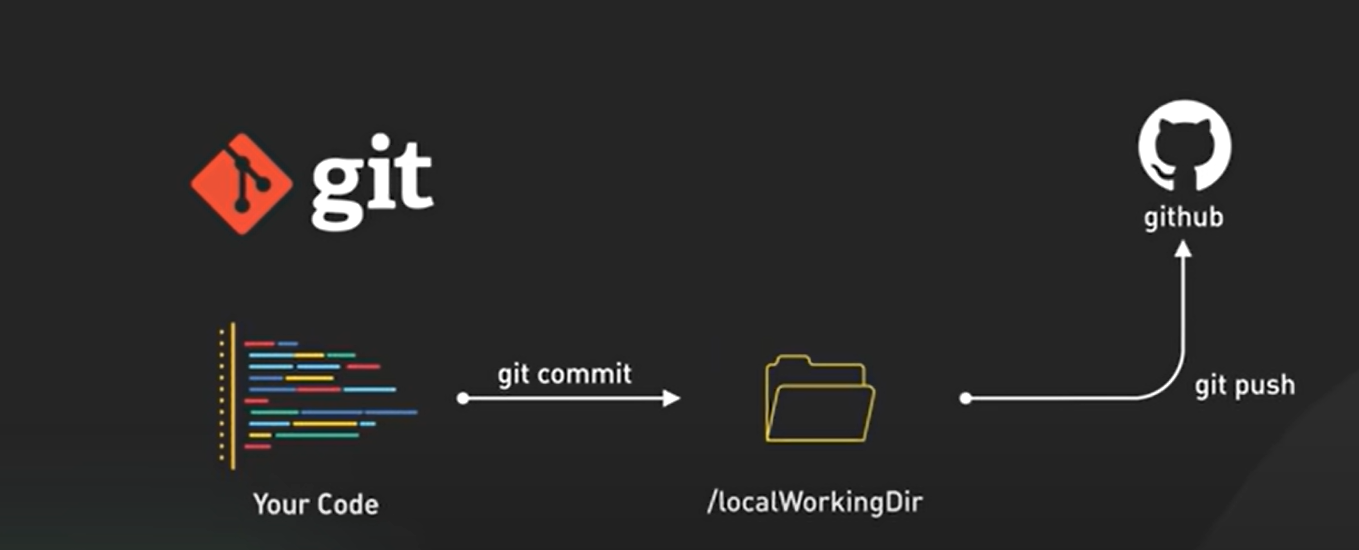 git
github
git commit
git push
Your Code
/localWorkingDir